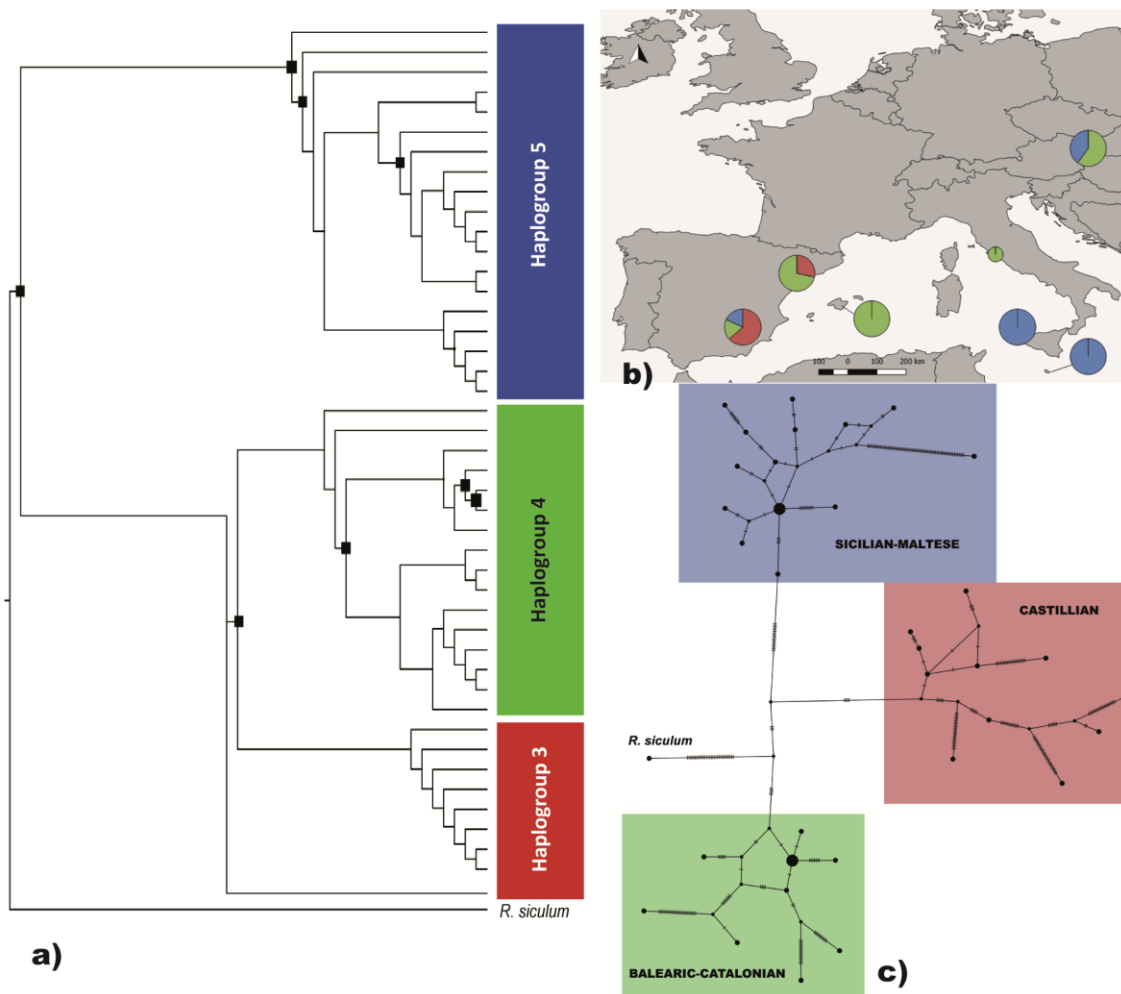 Haplogroup 5
Haplogroup 4
Haplogroup 3
R. siculum
a)
100 0 100 200 km
b)
SICILIAN-MALTESE
CASTILLIAN
R. siculum
BALEARIC-CATALONIAN
c)